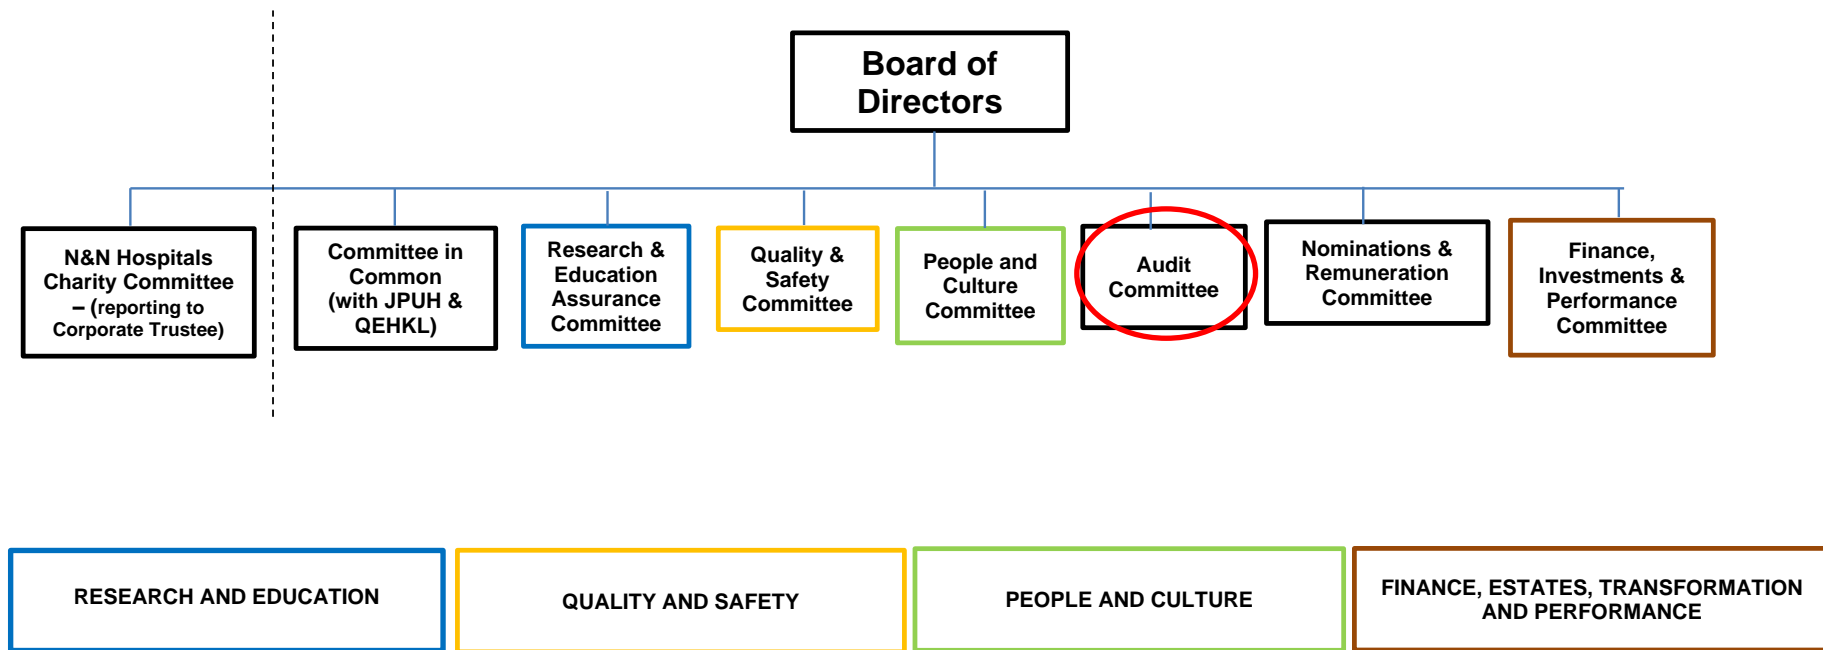 Board of
Directors
N&N Hospitals
Charity Committee
– (reporting to
Corporate Trustee)
Committee in
Common
(with JPUH &
QEHKL)
Research &
Education
Assurance
Committee
Quality &
Safety
Committee
People and
Culture
Committee
Audit
Committee
Nominations &
Remuneration
Committee
Finance,
Investments &
Performance
Committee
RESEARCH AND EDUCATION
QUALITY AND SAFETY
PEOPLE AND CULTURE
FINANCE, ESTATES, TRANSFORMATION
AND PERFORMANCE